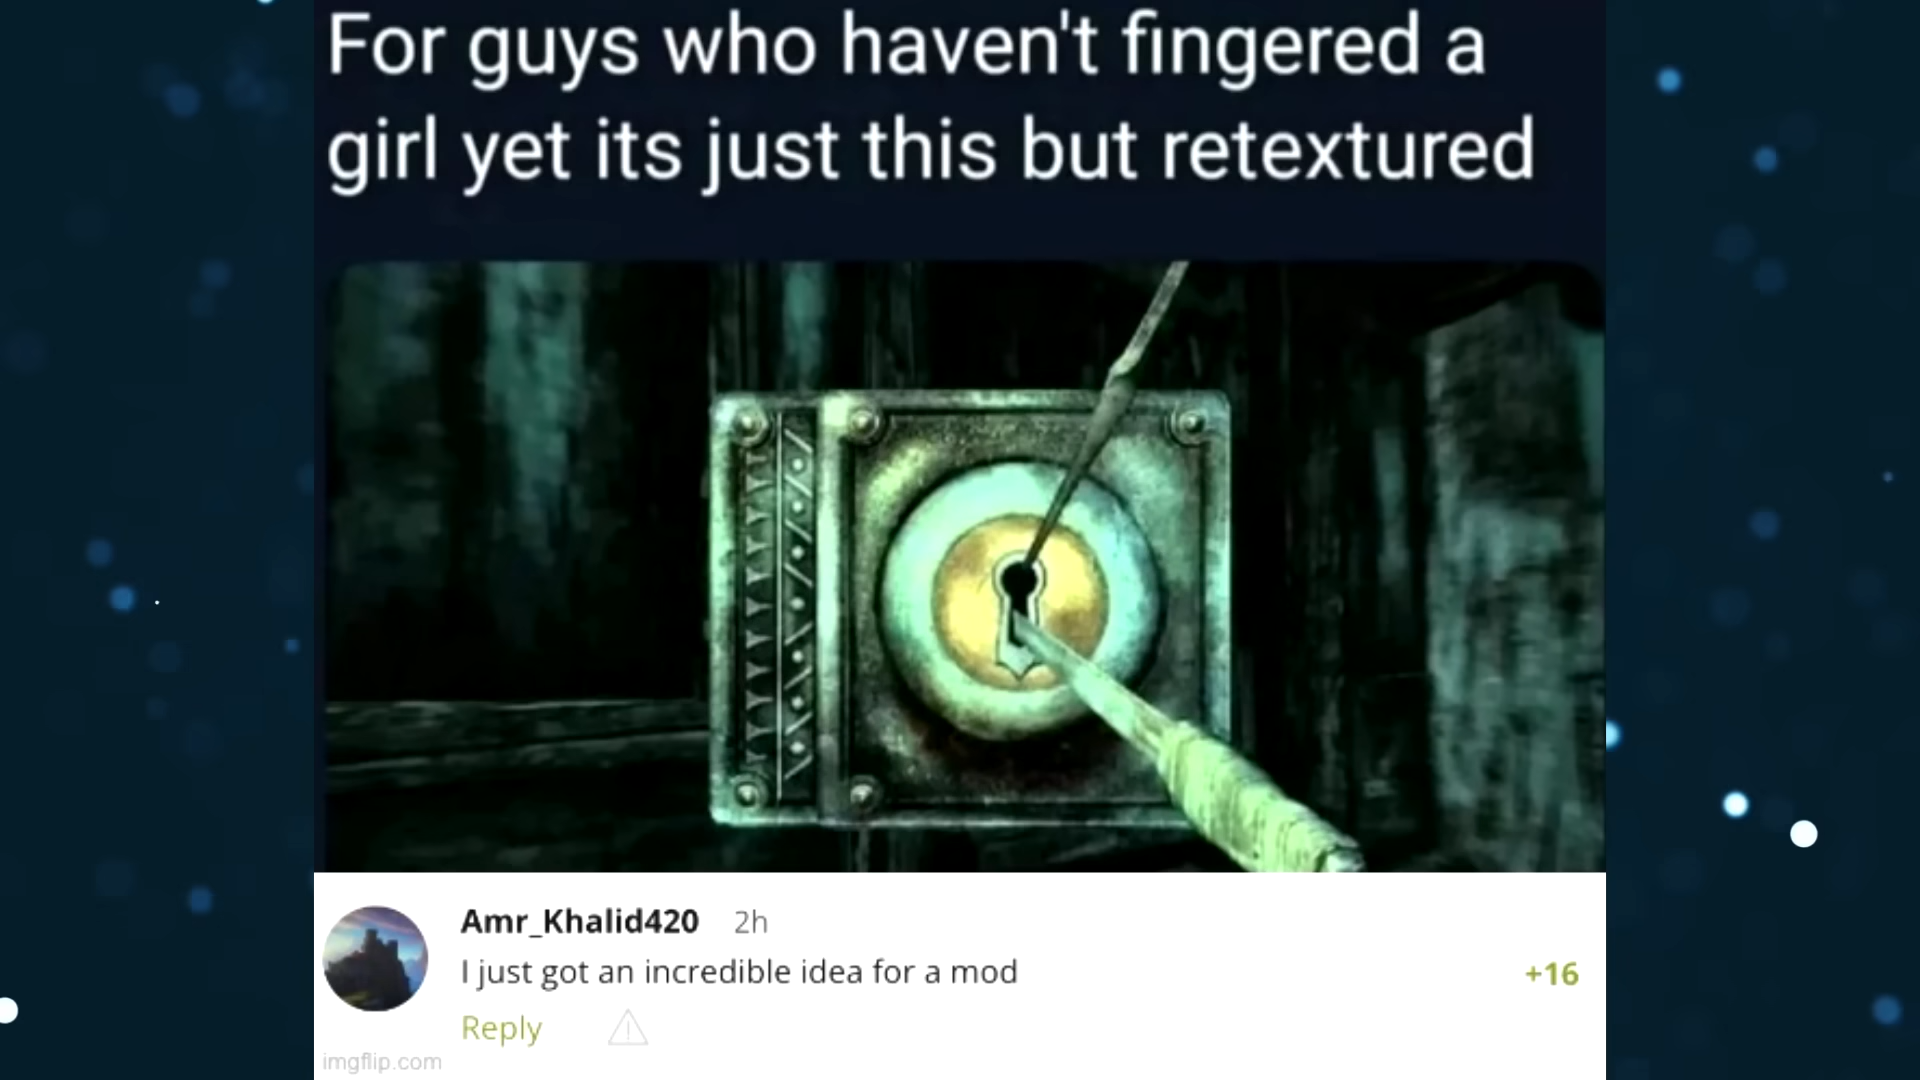 For guys who haven't fingered a
girl yet its just this but retextured
Amr_Khalid420 2h
I just got an incredible idea for a mod
+16
Reply
imgflip.com